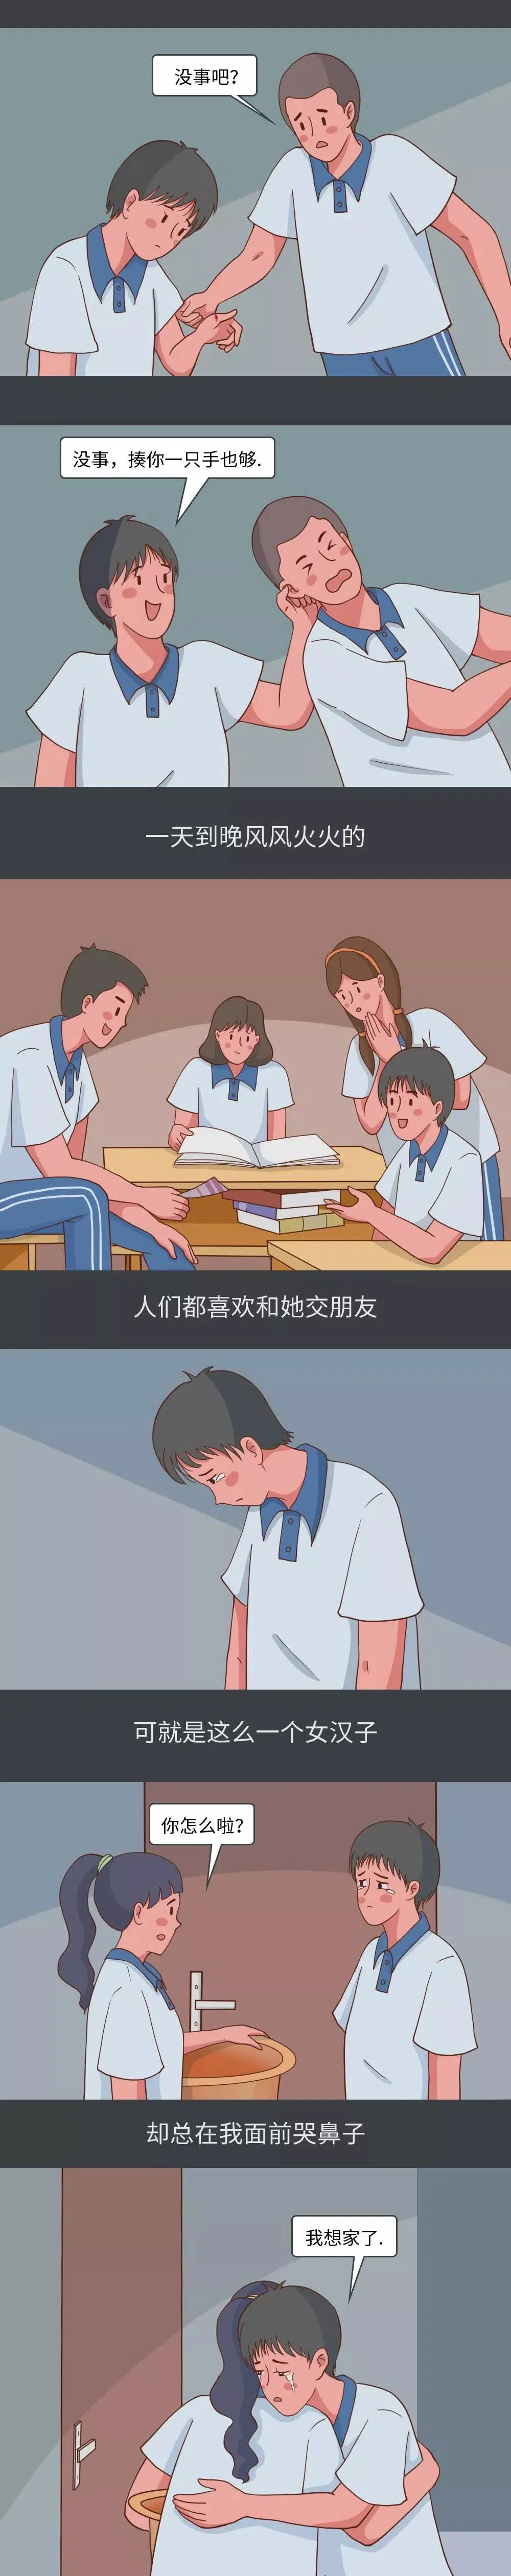 没事吧？
没事，揍你一只手也够.
一天到晚风风火火的
人们都喜欢和她交朋友
可就是这么一个女汉子
你怎么啦？
却总在我面前哭鼻子
我想家了.